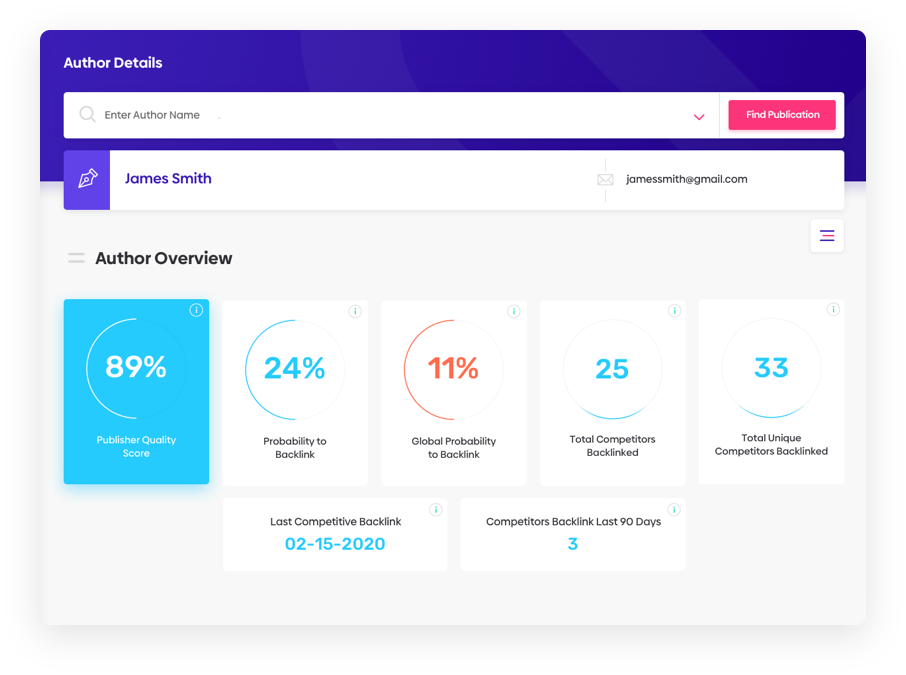 Author Details
Enter Author Name
Find Publication
James Smith
jamessmith@gmail.com
Author Overview
89%
Publisher Quality
Score
24%
Probability to
Backlink
11%
Global Probability
to Backlink
25
Total Competitors
Backlinked
33
Total Unique
Competitors Backlinked
Last Competitive Backlink
02-15-2020
Competitors Backlink Last 90 Days
3